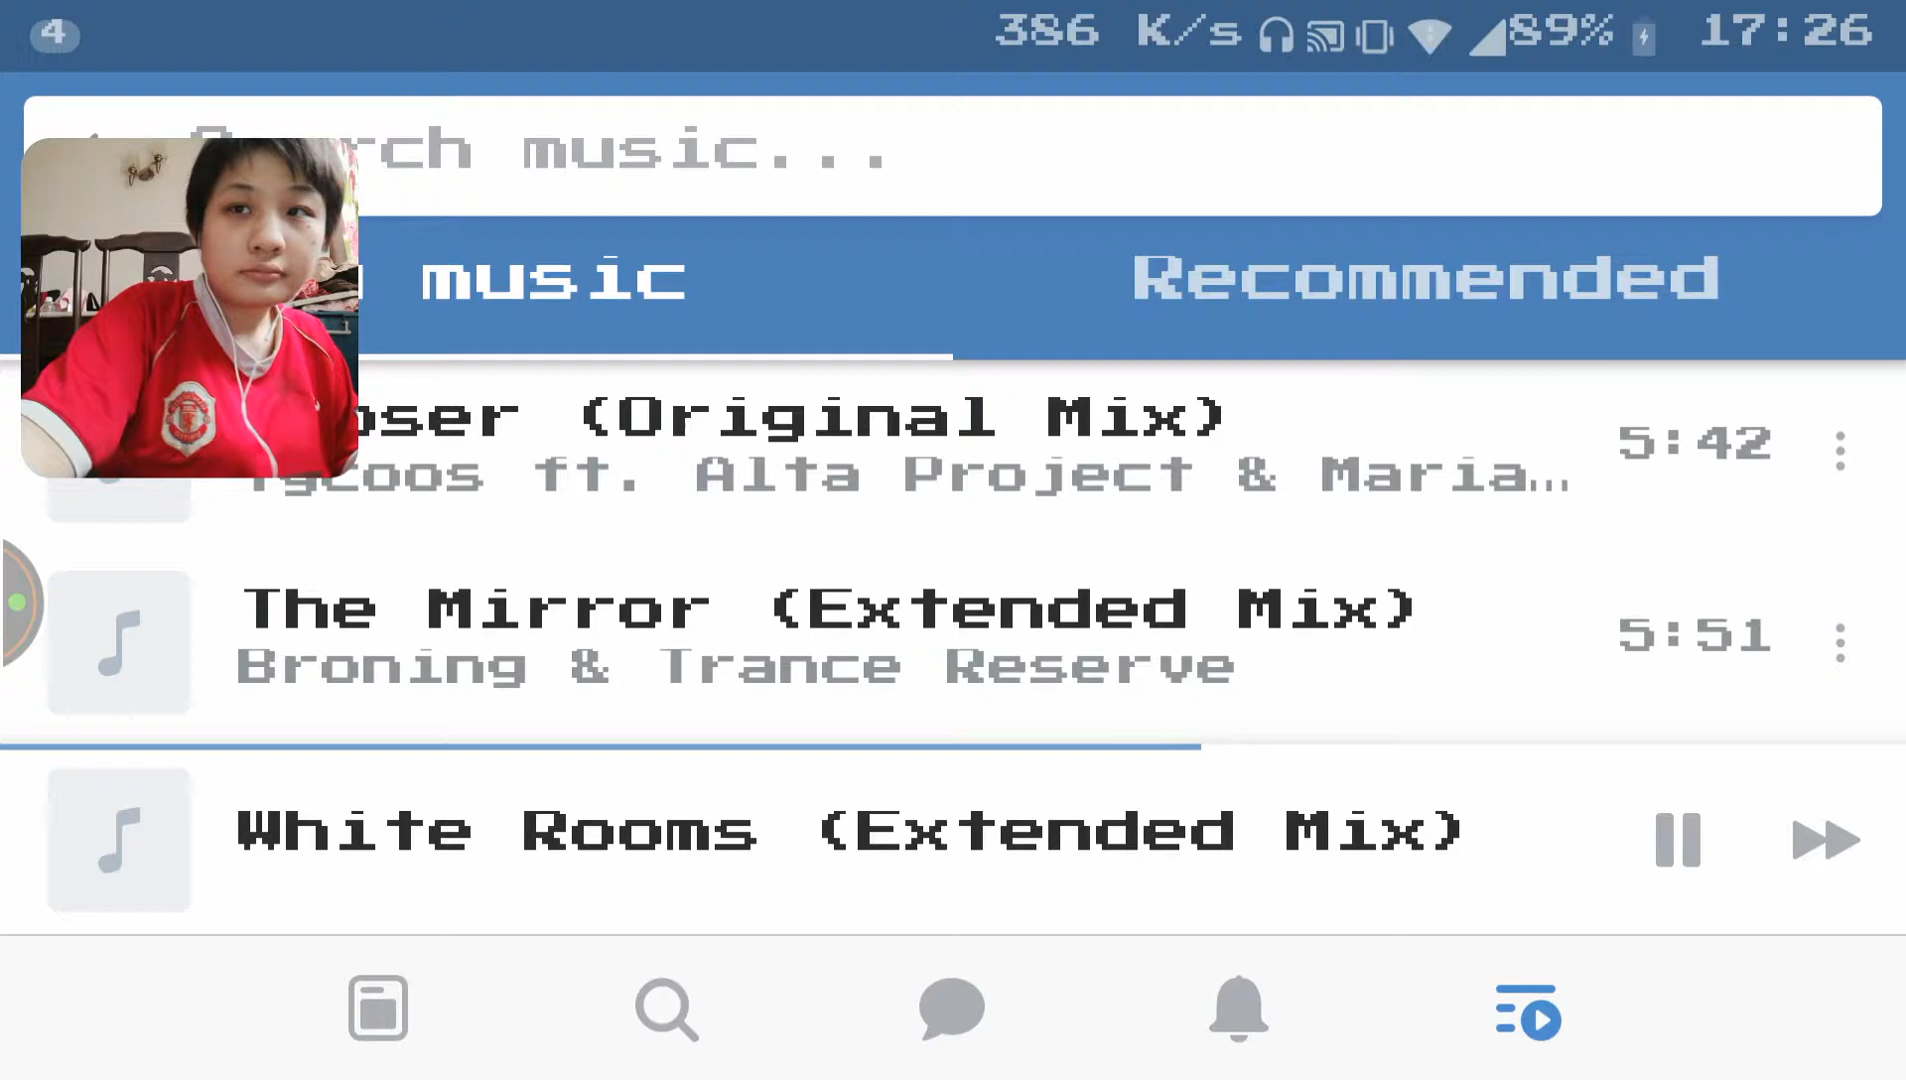 4 386 K/s 89% 17:26
music...
music Recommended
(Original Mix) 5:42
ft. Alta Project & Maria...
The Mirror (Extended Mix) 5:51
Broning & Trance Reserve
White Rooms (Extended Mix)